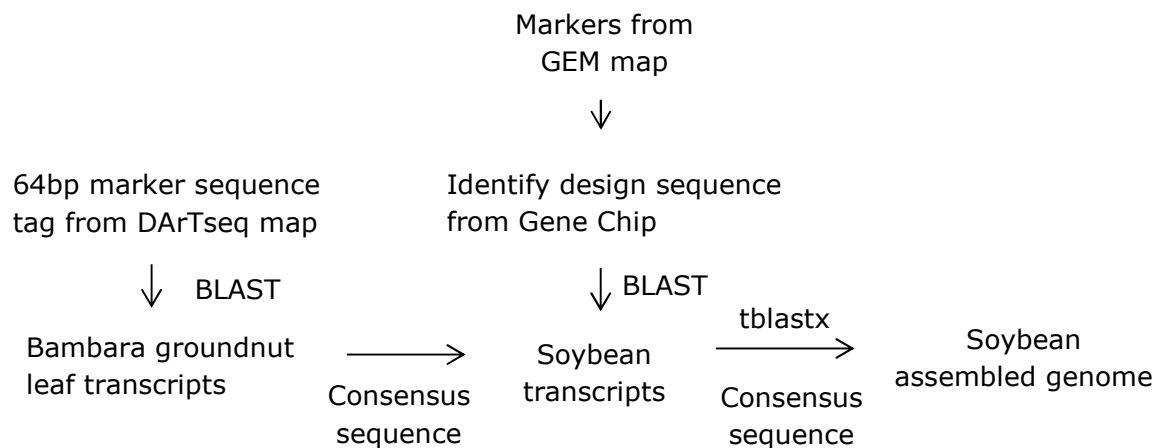 Markers from
GEM map
64bp marker sequence
tag from DArTseq map
Identify design sequence
from Gene Chip
BLAST
BLAST
Bambara groundnut
leaf transcripts
Consensus
sequence
Soybean
transcripts
tblastx
Consensus
sequence
Soybean
assembled genome